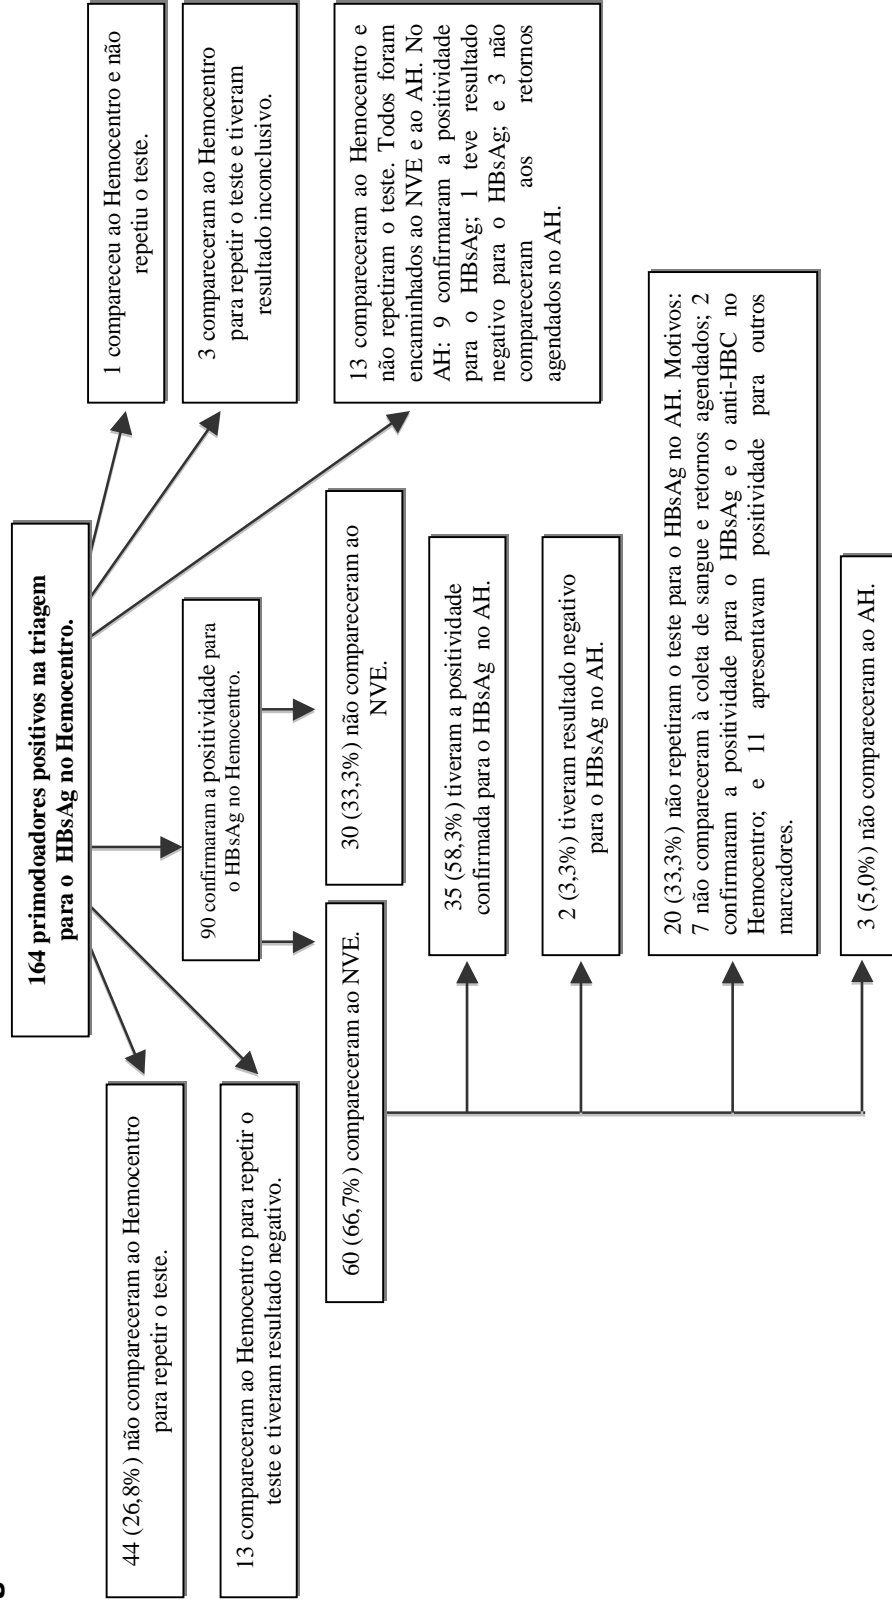 164 primodoadores positivos na triagem
para o HBsAg no Hemocentro.
44 (26,8%) não compareceram ao Hemocentro
para repetir o teste.
13 compareceram ao Hemocentro para repetir o
teste e tiveram resultado negativo.
90 confirmaram a positividade para
o HBsAg no Hemocentro.
1 compareceu ao Hemocentro e não
repetiu o teste.
3 compareceram ao Hemocentro
para repetir o teste e tiveram
resultado inconclusivo.
13 compareceram ao Hemocentro e
não repetiram o teste. Todos foram
encaminhados ao NVE e ao AH. No
AH: 9 confirmaram a positividade
para o HBsAg; 1 teve resultado
negativo para o HBsAg; e 3 não
compareceram aos retornos
agendados no AH.
60 (66,7%) compareceram ao NVE.
30 (33,3%) não compareceram ao
NVE.
35 (58,3%) tiveram a positividade
confirmada para o HBsAg no AH.
2 (3,3%) tiveram resultado negativo
para o HBsAg no AH.
20 (33,3%) não repetiram o teste para o HBsAg no AH. Motivos:
7 não compareceram à coleta de sangue e retornos agendados; 2
confirmaram a positividade para o HBsAg e o anti-HBC no
Hemocentro; e 11 apresentavam positividade para outros
marcadores.
3 (5,0%) não compareceram ao AH.